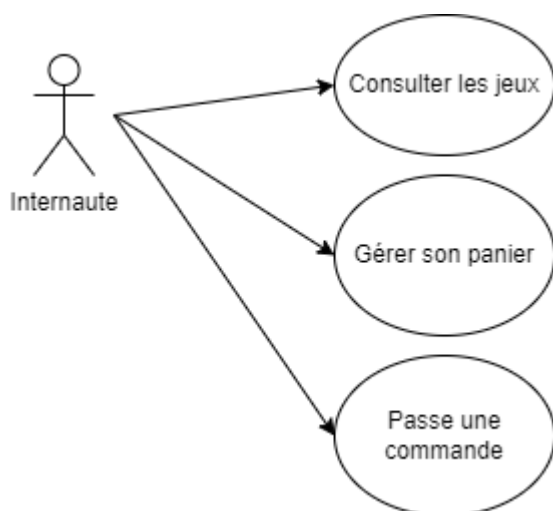 Consulter les jeux
Internaute
Gérer son panier
Passe une
commande